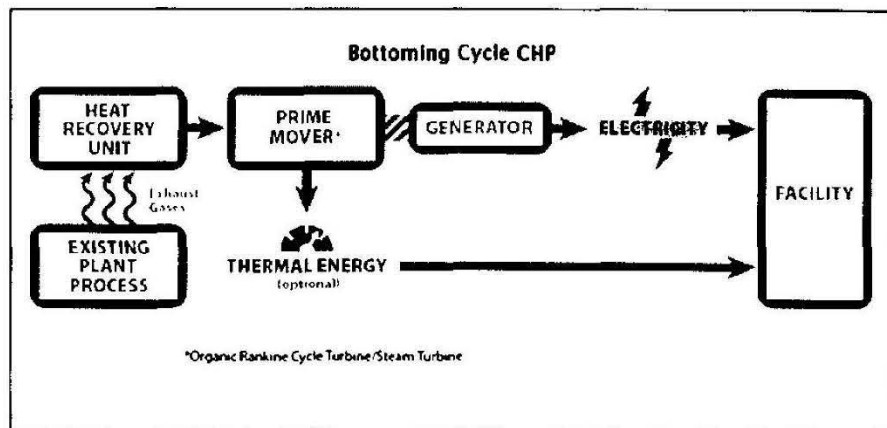 Bottoming Cycle CHP
HEAT
RECOVERY
UNIT
PRIME
MOVER*
GENERATOR
ELECTRICITY
FACILITY
Exhaust
Gases
EXISTING
PLANT
PROCESS
THERMAL ENERGY
(optional)
*Organic Rankine Cycle Turbine/Steam Turbine